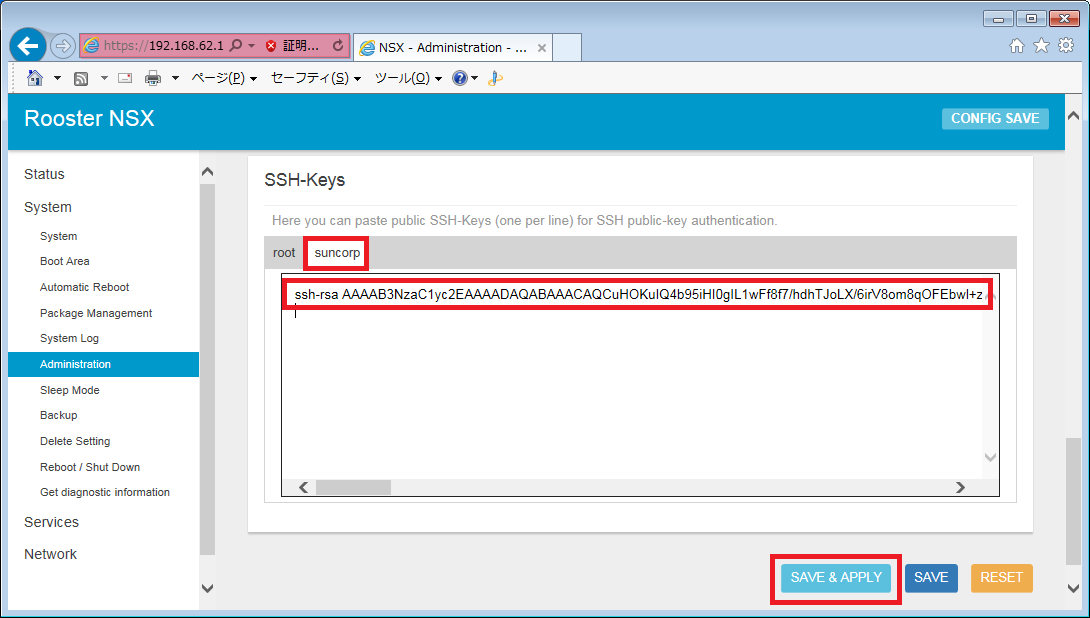 https://192.168.62.1 証明... NSX - Administration - ...
ページ(P) セーフティ(S) ツール(O)
Rooster NSX
CONFIG SAVE
Status
System
System
Boot Area
Automatic Reboot
Package Management
System Log
Administration
Sleep Mode
Backup
Delete Setting
Reboot / Shut Down
Get diagnostic information
Services
Network
SSH-Keys
Here you can paste public SSH-Keys (one per line) for SSH public-key authentication.
root suncorp
ssh-rsa AAAAB3NzaC1yc2EAAAADAQABAAACAQCuHOKuIQ4b95iHI0gIL1wFf8f7/hdhTJoLX/6irV8om8qOFEbwI+z
SAVE & APPLY SAVE RESET